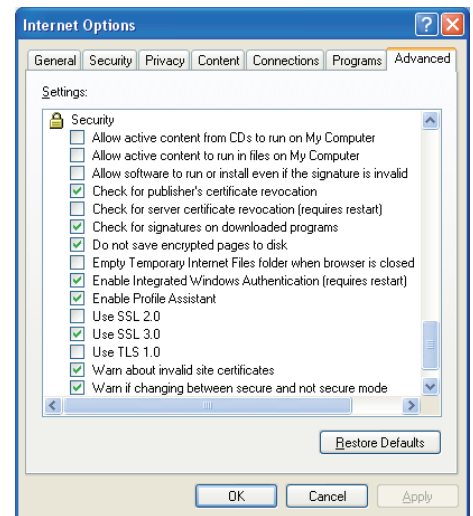 Internet Options
General Security Privacy Content Connections Programs Advanced
Settings:
Security
Allow active content from CDs to run on My Computer
Allow active content to run in files on My Computer
Allow software to run or install even if the signature is invalid
Check for publisher's certificate revocation
Check for server certificate revocation (requires restart)
Check for signatures on downloaded programs
Do not save encrypted pages to disk
Empty Temporary Internet Files folder when browser is closed
Enable Integrated Windows Authentication (requires restart)
Enable Profile Assistant
Use SSL 2.0
Use SSL 3.0
Use TLS 1.0
Warn about invalid site certificates
Warn if changing between secure and not secure mode
Restore Defaults
OK Cancel Apply